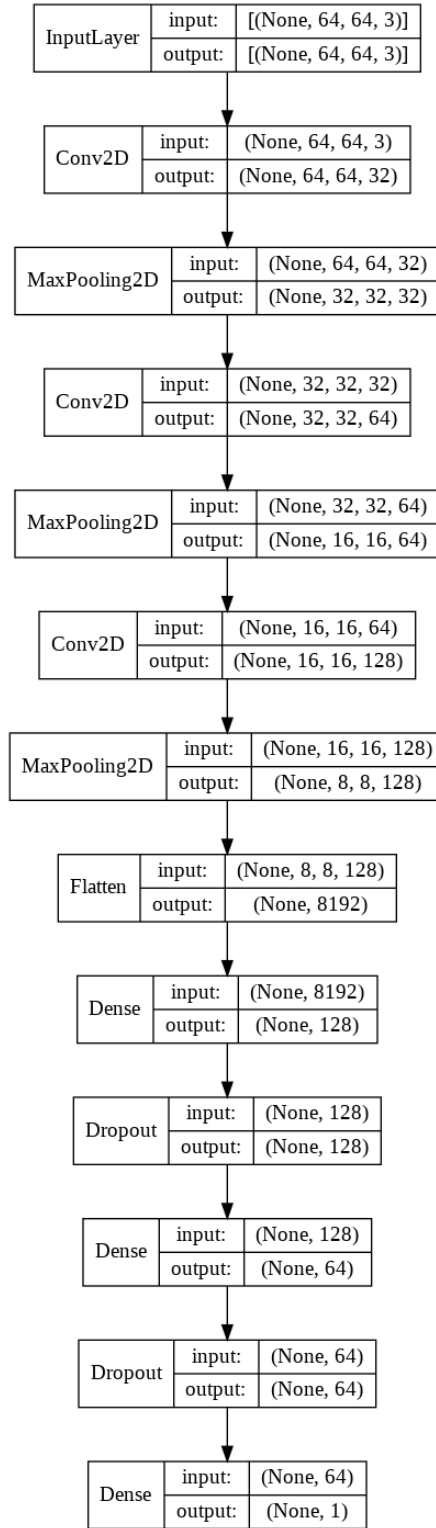 InputLayer
input: [(None, 64, 64, 3)]
output: [(None, 64, 64, 3)]
Conv2D
input: (None, 64, 64, 3)
output: (None, 64, 64, 32)
MaxPooling2D
input: (None, 64, 64, 32)
output: (None, 32, 32, 32)
Conv2D
input: (None, 32, 32, 32)
output: (None, 32, 32, 64)
MaxPooling2D
input: (None, 32, 32, 64)
output: (None, 16, 16, 64)
Conv2D
input: (None, 16, 16, 64)
output: (None, 16, 16, 128)
MaxPooling2D
input: (None, 16, 16, 128)
output: (None, 8, 8, 128)
Flatten
input: (None, 8, 8, 128)
output: (None, 8192)
Dense
input: (None, 8192)
output: (None, 128)
Dropout
input: (None, 128)
output: (None, 128)
Dense
input: (None, 128)
output: (None, 64)
Dropout
input: (None, 64)
output: (None, 64)
Dense
input: (None, 64)
output: (None, 1)